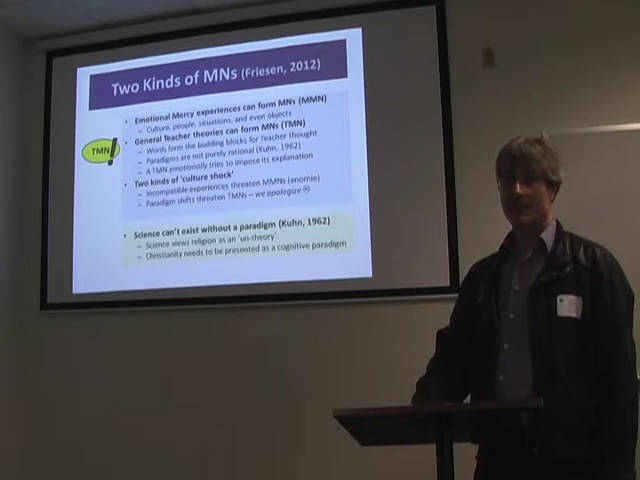 Two Kinds of MNs (Friesen, 2012)
• Emotional Mercy experiences can form MNs (MMN)
– Culture, people, situations, and even objects
• General Teacher theories can form MNs (TMN)
– Words form the building blocks for Teacher thought
– Paradigms are not purely rational (Kuhn, 1962)
– A TMN emotionally tries to impose its explanation
• Two kinds of 'culture shock'
– Incompatible experiences threaten MMNs (anomie)
– Paradigm shifts threaten TMNs – we apologize ☹
TMN!
• Science can't exist without a paradigm (Kuhn, 1962)
– Science views religion as an 'un-theory'
– Christianity needs to be presented as a cognitive paradigm